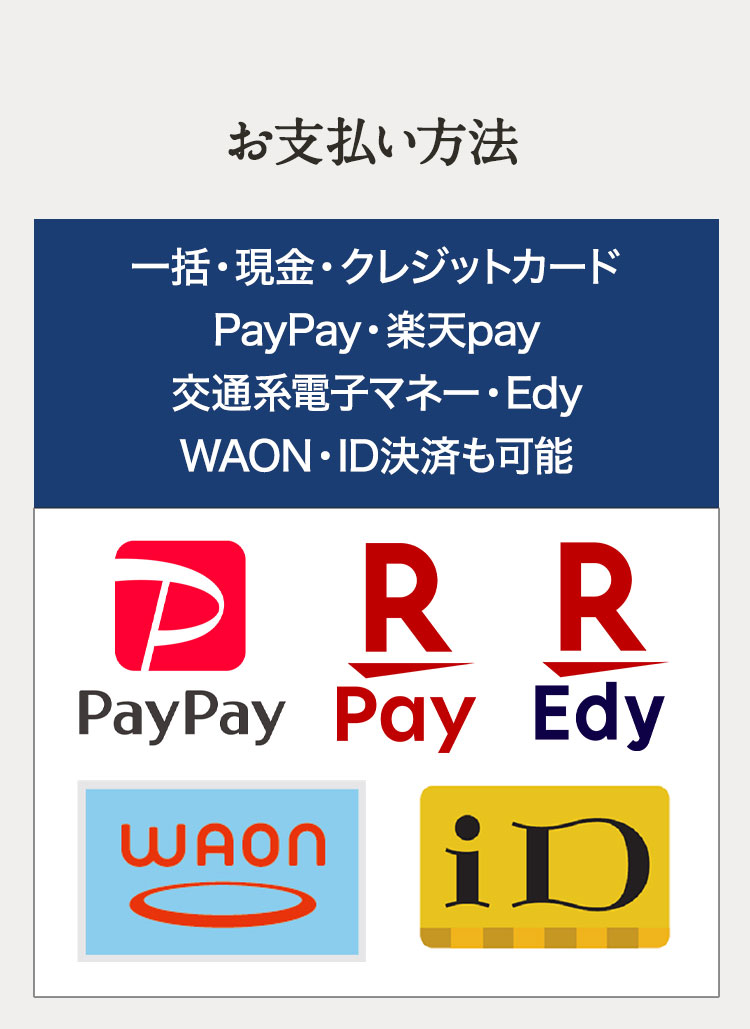 お支払い方法
一括・現金・クレジットカード
PayPay・楽天pay
交通系電子マネー・Edy
WAON・ID決済も可能
PayPay
R Pay
R Edy
WAON
iD